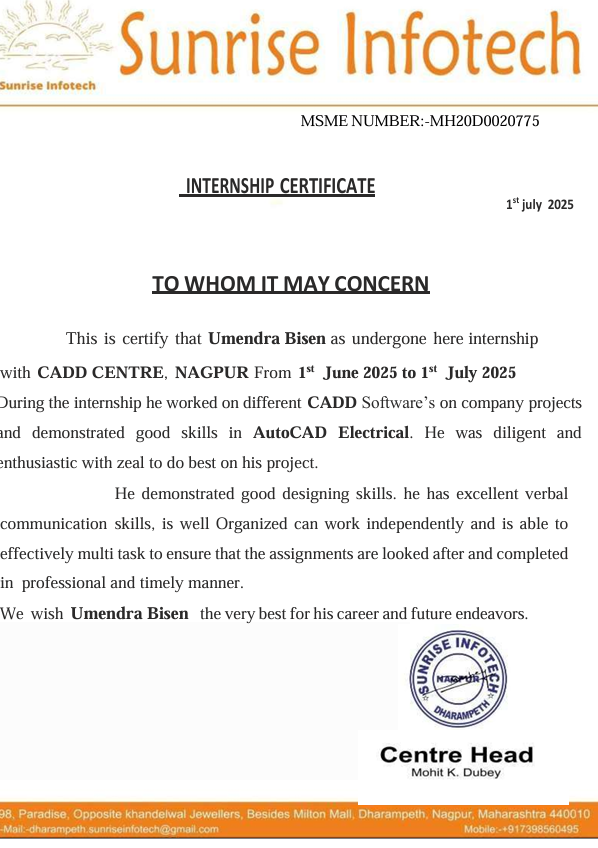 Sunrise Infotech
Sunrise Infotech
MSME NUMBER:-MH20D0020775
INTERNSHIP CERTIFICATE
1st july 2025
TO WHOM IT MAY CONCERN
This is certify that Umendra Bisen as undergone here internship
with CADD CENTRE, NAGPUR From 1st June 2025 to 1st July 2025
During the internship he worked on different CADD Software's on company projects
and demonstrated good skills in AutoCAD Electrical. He was diligent and
enthusiastic with zeal to do best on his project.
He demonstrated good designing skills. he has excellent verbal
communication skills, is well Organized can work independently and is able to
effectively multi task to ensure that the assignments are looked after and completed
in professional and timely manner.
We wish Umendra Bisen the very best for his career and future endeavors.
SUNRISE INFOTECH
NAGPUR
DHARAMPETH
Centre Head
Mohit K. Dubey
98, Paradise, Opposite khandelwal Jewellers, Besides Milton Mall, Dharampeth, Nagpur, Maharashtra 440010
-Mail:-dharampeth.sunriseinfotech@gmail.com Mobile:-+917398560495